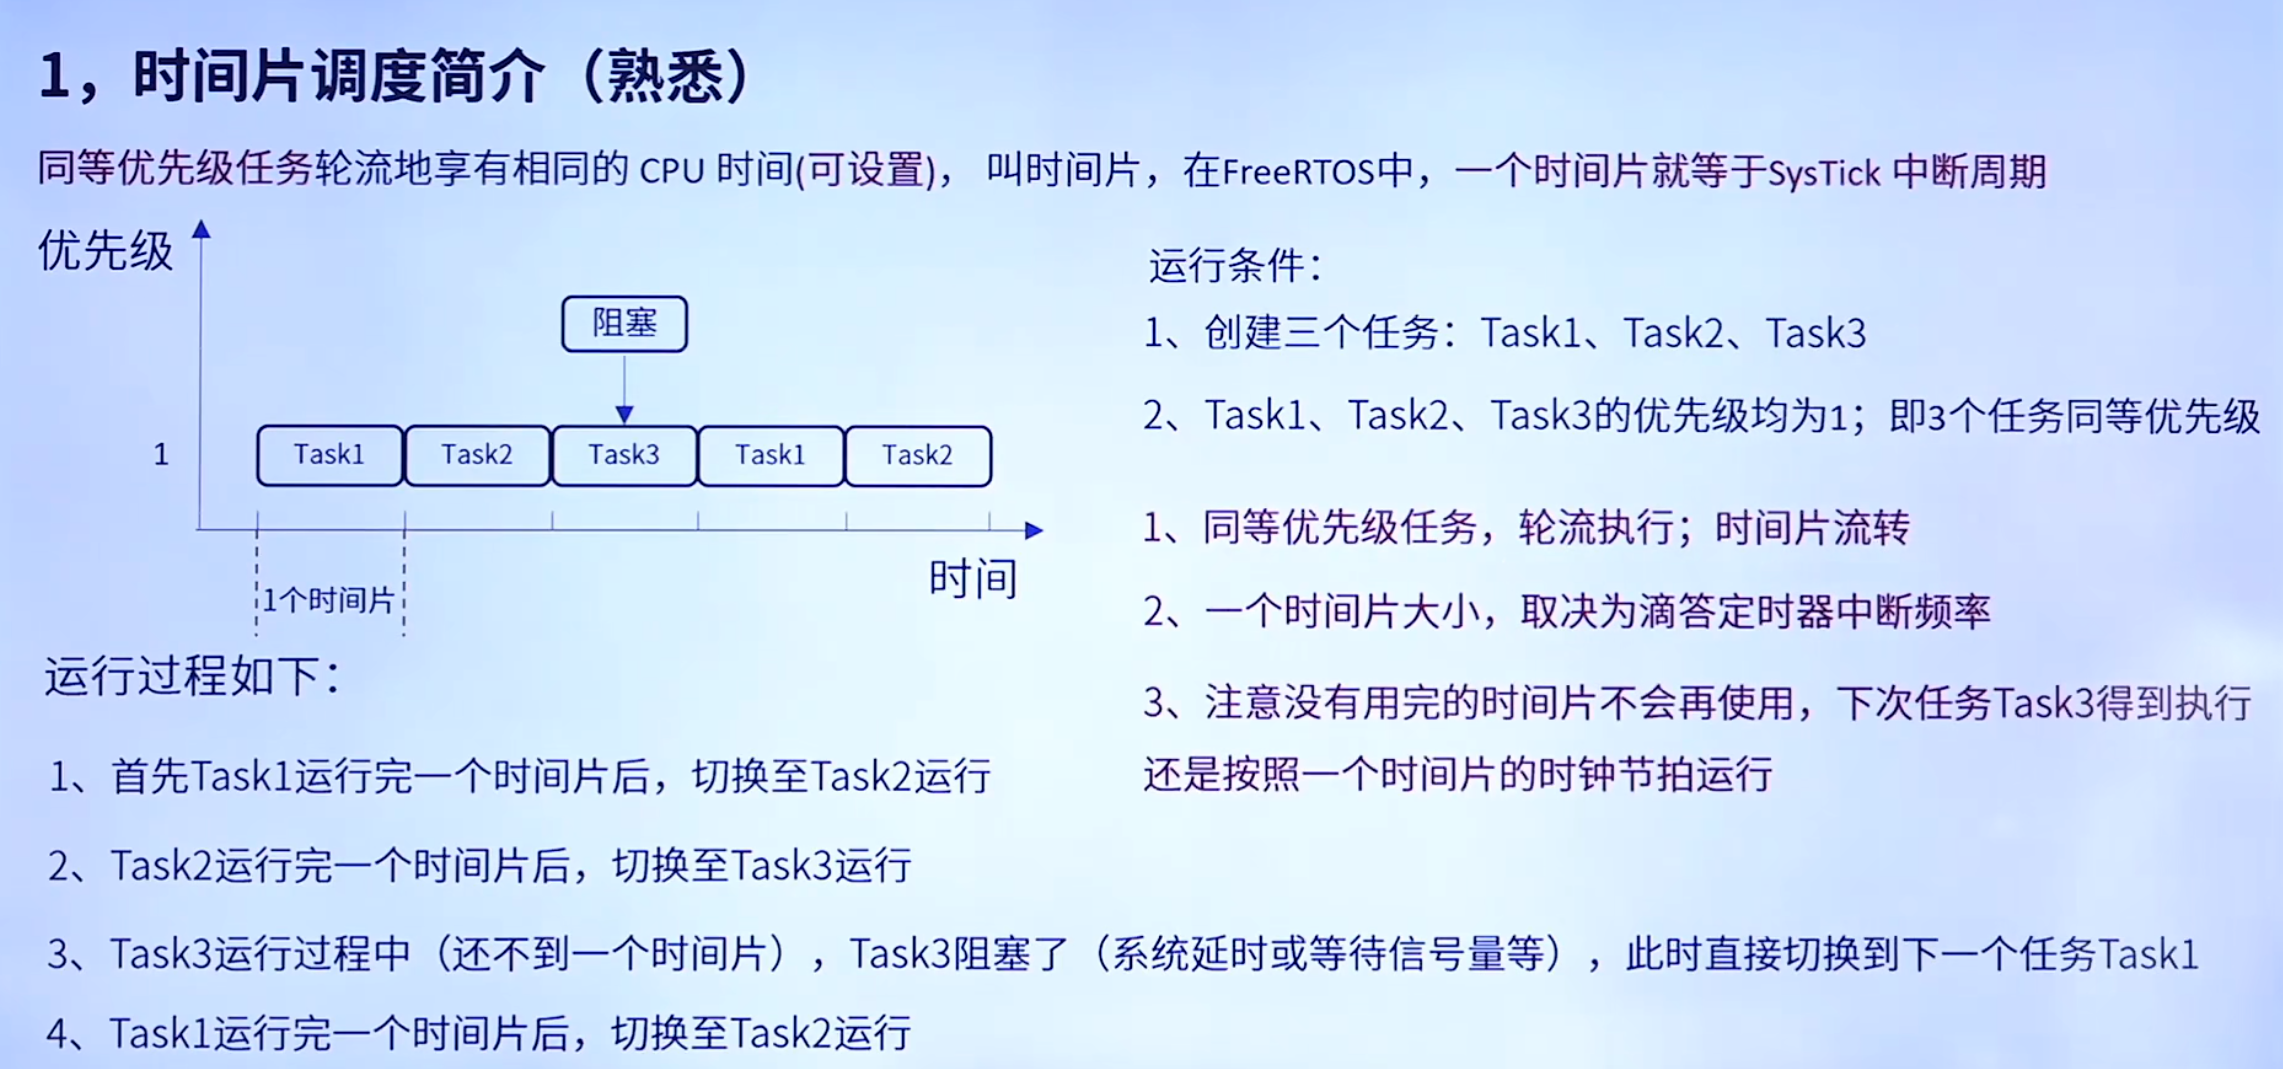 1，时间片调度简介（熟悉）
同等优先级任务轮流地享有相同的 CPU 时间(可设置)， 叫时间片，在FreeRTOS中，一个时间片就等于SysTick 中断周期
优先级
阻塞
1
Task1
Task2
Task3
Task1
Task2
时间
1个时间片
运行过程如下：
1、首先Task1运行完一个时间片后，切换至Task2运行
2、Task2运行完一个时间片后，切换至Task3运行
3、Task3运行过程中（还不到一个时间片），Task3阻塞了（系统延时或等待信号量等），此时直接切换到下一个任务Task1
4、Task1运行完一个时间片后，切换至Task2运行
运行条件：
1、创建三个任务：Task1、Task2、Task3
2、Task1、Task2、Task3的优先级均为1；即3个任务同等优先级
1、同等优先级任务，轮流执行；时间片流转
2、一个时间片大小，取决为滴答定时器中断频率
3、注意没有用完的时间片不会再使用，下次任务Task3得到执行
还是按照一个时间片的时钟节拍运行